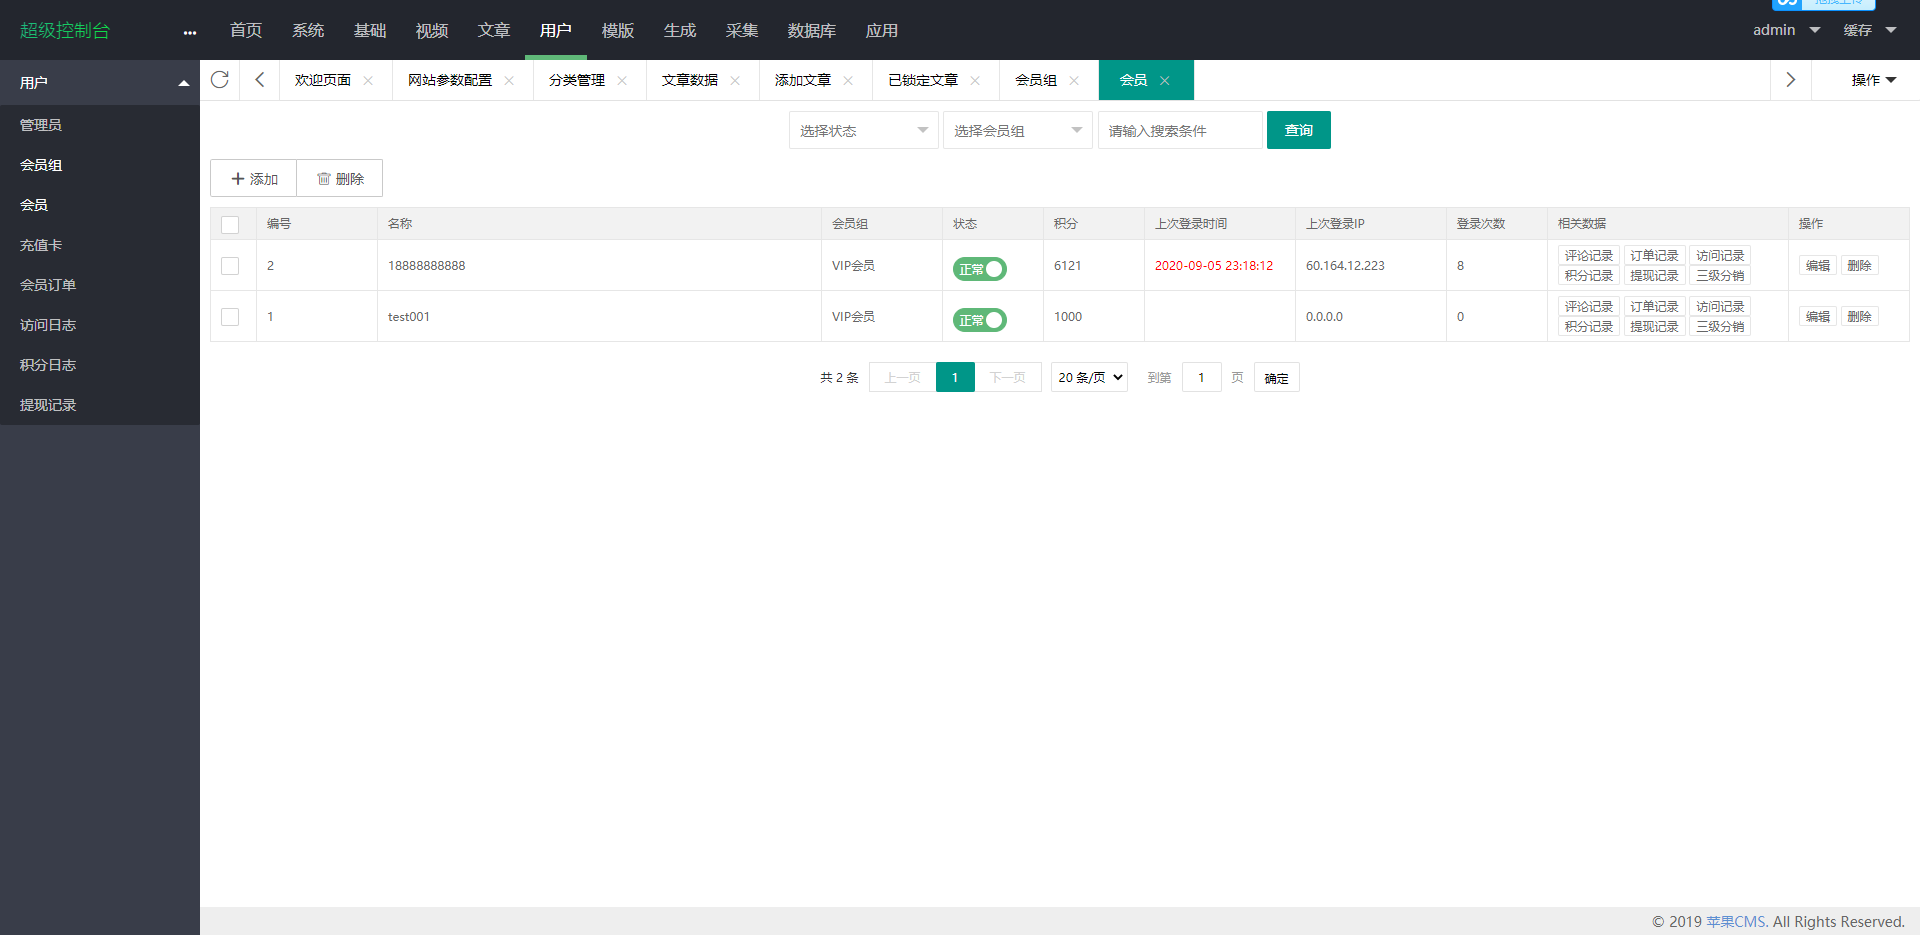 超级控制台 ... 首页 系统 基础 视频 文章 用户 模版 生成 采集 数据库 应用 admin 缓存
用户
管理员
会员组
会员
充值卡
会员订单
访问日志
积分日志
提现记录
欢迎页面 网站参数配置 分类管理 文章数据 添加文章 已锁定文章 会员组 会员 操作
选择状态 选择会员组 请输入搜索条件 查询
添加 删除
编号 名称 会员组 状态 积分 上次登录时间 上次登录IP 登录次数 相关数据 操作
2 18888888888 VIP会员 正常 6121 2020-09-05 23:18:12 60.164.12.223 8 评论记录 订单记录 访问记录 编辑 删除
积分记录 提现记录 三级分销
1 test001 VIP会员 正常 1000 0.0.0.0 0 评论记录 订单记录 访问记录 编辑 删除
积分记录 提现记录 三级分销
共 2 条 上一页 1 下一页 20 条/页 到第 1 页 确定
© 2019 苹果CMS. All Rights Reserved.